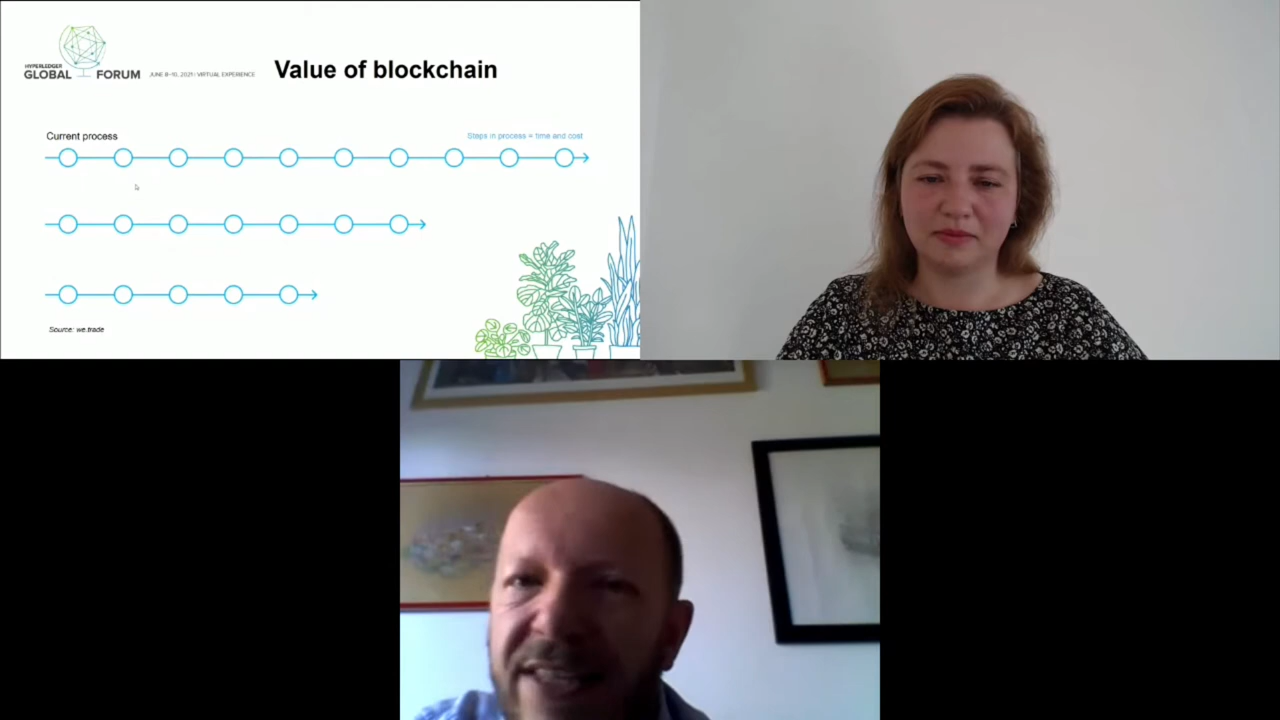 HYPERLEDGER
GLOBAL FORUM
JUNE 8-10, 2021 | VIRTUAL EXPERIENCE
Value of blockchain
Current process
Steps in process = time and cost
Source: we.trade